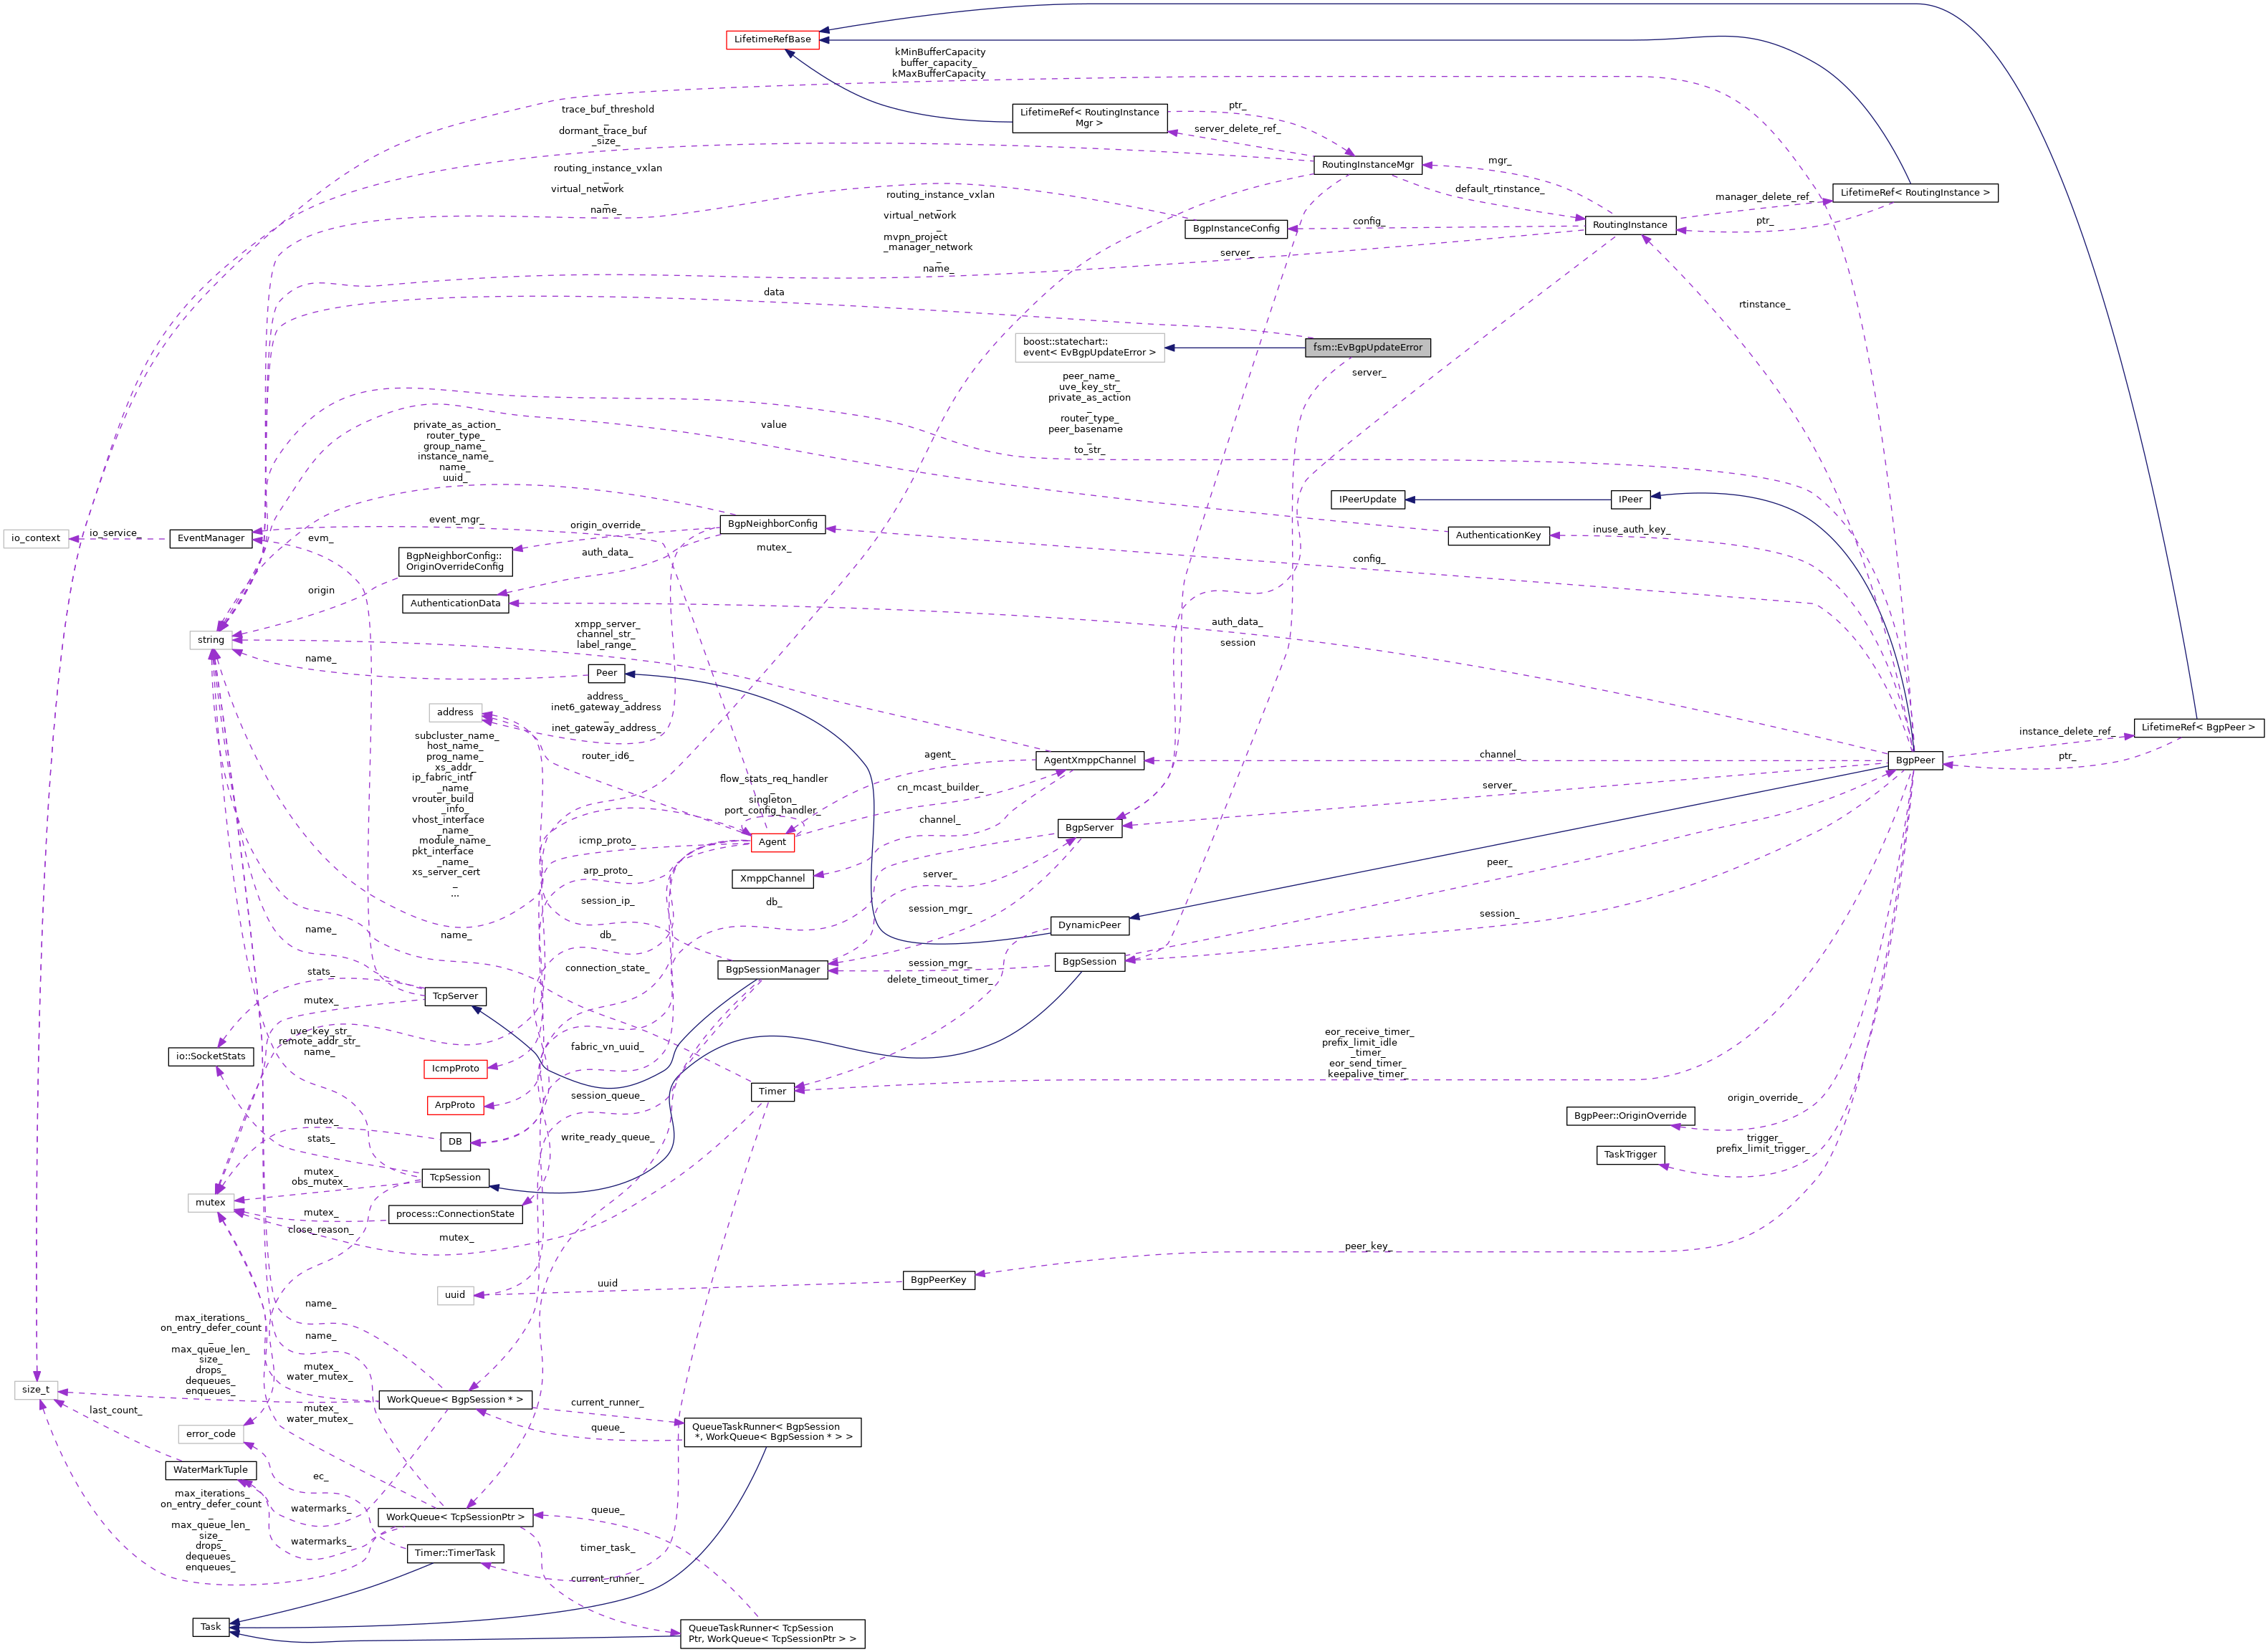 LifetimeRefBase
kMinBufferCapacity
buffer_capacity_
kMaxBufferCapacity
trace_buf_threshold
_
dormant_trace_buf
_size_
LifetimeRef< RoutingInstance
Mgr >
ptr_
server_delete_ref_
RoutingInstanceMgr
mgr_
default_rtinstance_
manager_delete_ref_
LifetimeRef< RoutingInstance >
ptr_
routing_instance_vxlan
_
virtual_network
_
name_
routing_instance_vxlan
_
virtual_network
_
mvpn_project
_manager_network
_
name_
BgpInstanceConfig
config_
RoutingInstance
server_
data
rtinstance_
boost::statechart::
event< EvBgpUpdateError >
fsm::EvBgpUpdateError
server_
peer_name_
uve_key_str_
private_as_action
_
router_type_
peer_basename
_
to_str_
value
private_as_action_
router_type_
group_name_
instance_name_
name_
uuid_
IPeerUpdate
IPeer
io_context
io_service_
EventManager
evm_
event_mgr_
origin_override_
BgpNeighborConfig
AuthenticationKey
inuse_auth_key_
BgpNeighborConfig::
OriginOverrideConfig
auth_data_
mutex_
config_
origin
AuthenticationData
string
xmpp_server_
channel_str_
label_range_
auth_data_
session
name_
Peer
address
address_
inet6_gateway_address
_
inet_gateway_address_
LifetimeRef< BgpPeer >
instance_delete_ref_
ptr_
subcluster_name_
host_name_
prog_name_
xs_addr_
ip_fabric_intf
_name_
vrouter_build
_info_
vhost_interface
_name_
_module_name_
pkt_interface
_name_
xs_server_cert
_
...
router_id6_
flow_stats_req_handler
_
singleton_
port_config_handler_
agent_
AgentXmppChannel
channel_
BgpPeer
cn_mcast_builder_
server_
channel_
BgpServer
Agent
icmp_proto_
arp_proto_
XmppChannel
server_
peer_
session_ip_
db_
session_mgr_
session_
DynamicPeer
name_
name_
db_
connection_state_
BgpSessionManager
session_mgr_
BgpSession
delete_timeout_timer_
stats_
TcpServer
mutex_
uve_key_str_
remote_addr_str_
name_
io::SocketStats
fabric_vn_uuid_
eor_receive_timer_
prefix_limit_idle
_timer_
eor_send_timer_
keepalive_timer_
IcmpProto
Timer
session_queue_
ArpProto
origin_override_
BgpPeer::OriginOverride
mutex_
stats_
DB
write_ready_queue_
trigger_
prefix_limit_trigger_
TaskTrigger
mutex_
obs_mutex_
TcpSession
mutex
mutex_
process::ConnectionState
close_reason_
mutex_
peer_key_
BgpPeerKey
uuid
uuid
name_
max_iterations_
on_entry_defer_count
_
max_queue_len_
size_
drops_
dequeues_
enqueues_
name_
mutex_
water_mutex_
size_t
WorkQueue< BgpSession * >
last_count_
mutex_
water_mutex_
current_runner_
queue_
QueueTaskRunner< BgpSession
*, WorkQueue< BgpSession * > >
error_code
WaterMarkTuple
ec_
max_iterations_
on_entry_defer_count
_
max_queue_len_
size_
drops_
dequeues_
enqueues_
watermarks_
watermarks_
WorkQueue< TcpSessionPtr >
queue_
Timer::TimerTask
timer_task_
current_runner_
Task
QueueTaskRunner< TcpSession
Ptr, WorkQueue< TcpSessionPtr > >